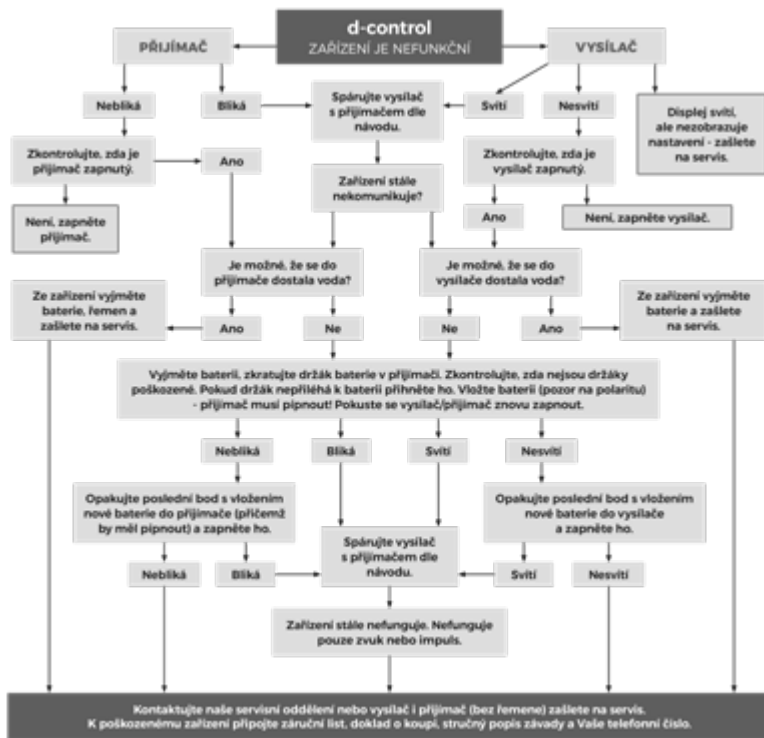 d-control
ZAŘÍZENÍ JE NEFUNKČNÍ
PŘIJÍMAČ
VYSÍLAČ
Nebliká
Bliká
Spárujte vysílač
s přijímačem dle
návodu.
Svítí
Nesvítí
Displej svítí,
ale nezobrazuje
nastavení - zašlete
na servis.
Zkontrolujte, zda je
přijímač zapnutý.
Ano
Zařízení stále
nekomunikuje?
Zkontrolujte, zda je
vysílač zapnutý.
Není, zapněte
přijímač.
Ano
Není, zapněte vysílač.
Je možné, že se do
přijímače dostala voda?
Je možné, že se do
vysílače dostala voda?
Ze zařízení vyjměte
baterie, řemen a
zašlete na servis.
Ano
Ne
Ne
Ano
Ze zařízení vyjměte
baterie a zašlete
na servis.
Vyjměte baterii, zkratujte držák baterie v přijímači. Zkontrolujte, zda nejsou držáky
poškozené. Pokud držák nepřiléhá k baterii přihněte ho. Vložte baterii (pozor na polaritu)
- přijímač musí pípnout! Pokuste se vysílač/přijímač znovu zapnout.
Nebliká
Bliká
Svítí
Nesvítí
Opakujte poslední bod s vložením
nové baterie do přijímače (přičemž
by měl pípnout) a zapněte ho.
Opakujte poslední bod s vložením
nové baterie do vysílače
a zapněte ho.
Spárujte vysílač
s přijímačem dle
návodu.
Nebliká
Bliká
Svítí
Nesvítí
Zařízení stále nefunguje. Nefunguje
pouze zvuk nebo impuls.
Kontaktujte naše servisní oddělení nebo vysílač i přijímač (bez řemene) zašlete na servis.
K poškozenému zařízení připojte záruční list, doklad o koupi, stručný popis závady a Vaše telefonní číslo.